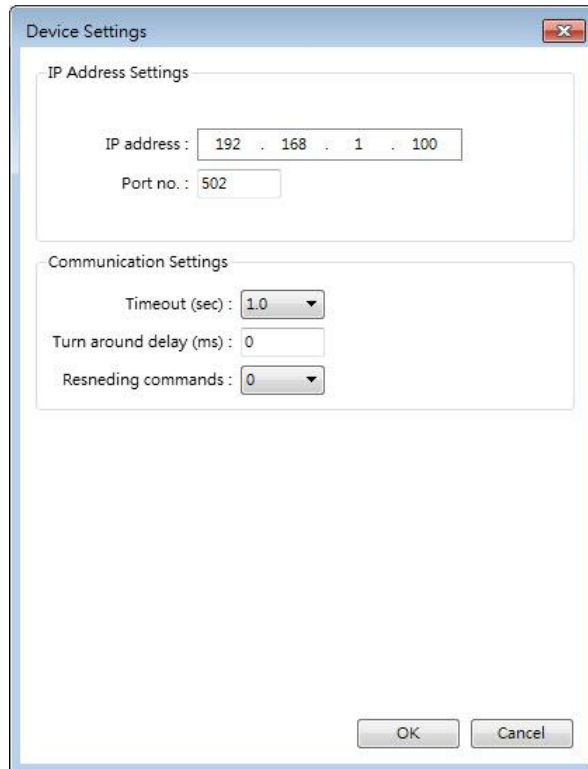 Device Settings
IP Address Settings
IP address : 192 . 168 . 1 . 100
Port no. : 502
Communication Settings
Timeout (sec) : 1.0
Turn around delay (ms) : 0
Resneding commands : 0
OK Cancel